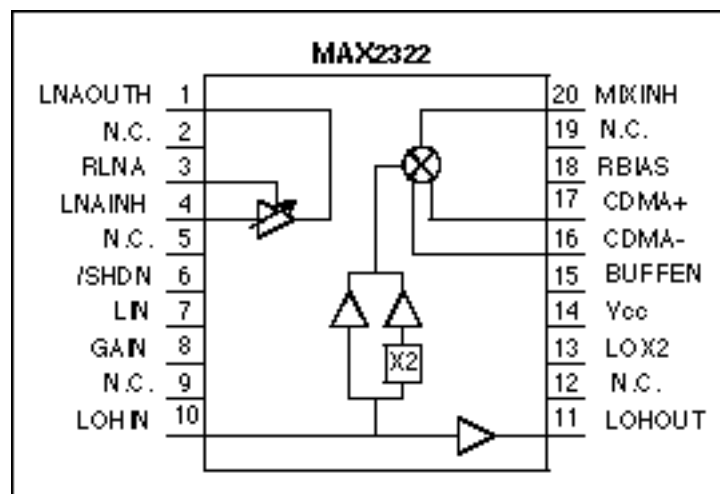 MAX2322
LNAOUTH 1
N.C. 2
RLNA 3
LNAINH 4
N.C. 5
/SHDN 6
LIN 7
GAIN 8
N.C. 9
LOHIN 10
X2
20 MIXINH
19 N.C.
18 RBIAS
17 CDMA+
16 CDMA-
15 BUFFEN
14 Vcc
13 LOX2
12 N.C.
11 LOHOUT